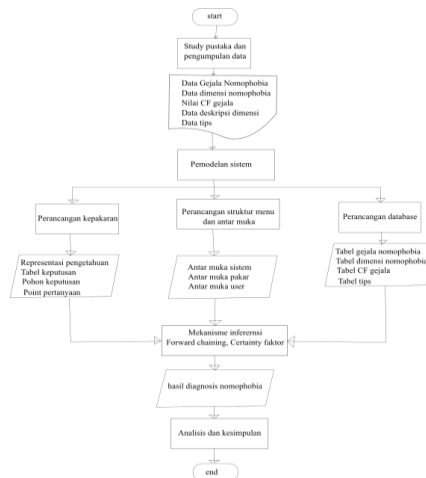 start
Study pustaka dan
pengumpulan data
Data Gejala Nomophobia
Data dimensi nomophobia
Nilai CF gejala
Data deskripsi dimensi
Data tips
Pemodelan sistem
Perancangan kepakaran
Perancangan struktur menu
dan antar muka
Perancangan database
Representasi pengetahuan
Tabel keputusan
Pohon keputusan
Point pertanyaan
Antar muka sistem
Antar muka pakar
Antar muka user
Tabel gejala nomophobia
Tabel dimensi nomophobia
Tabel CF gejala
Tabel tips
Mekanisme inferemsi
Forward chaining, Certainty faktor
hasil diagnosis nomophobia
Analisis dan kesimpulan
end